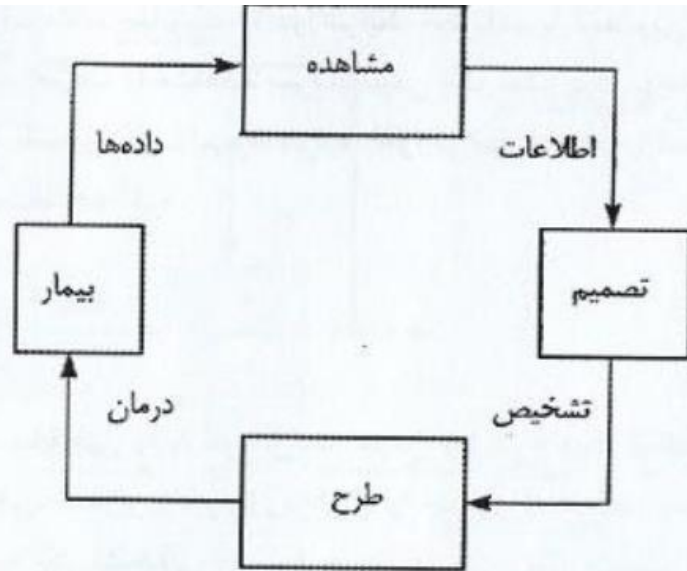 مشاهده
داده‌ها
اطلاعات
بیمار
تصمیم
درمان
تشخیص
طرح